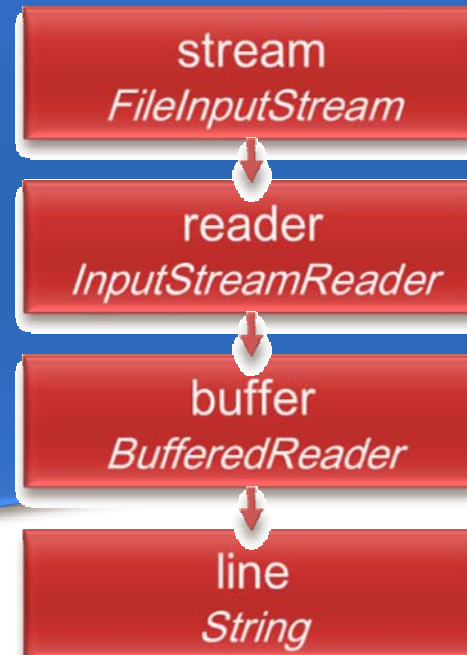 stream
FileInputStream
reader
InputStreamReader
buffer
BufferedReader
line
String